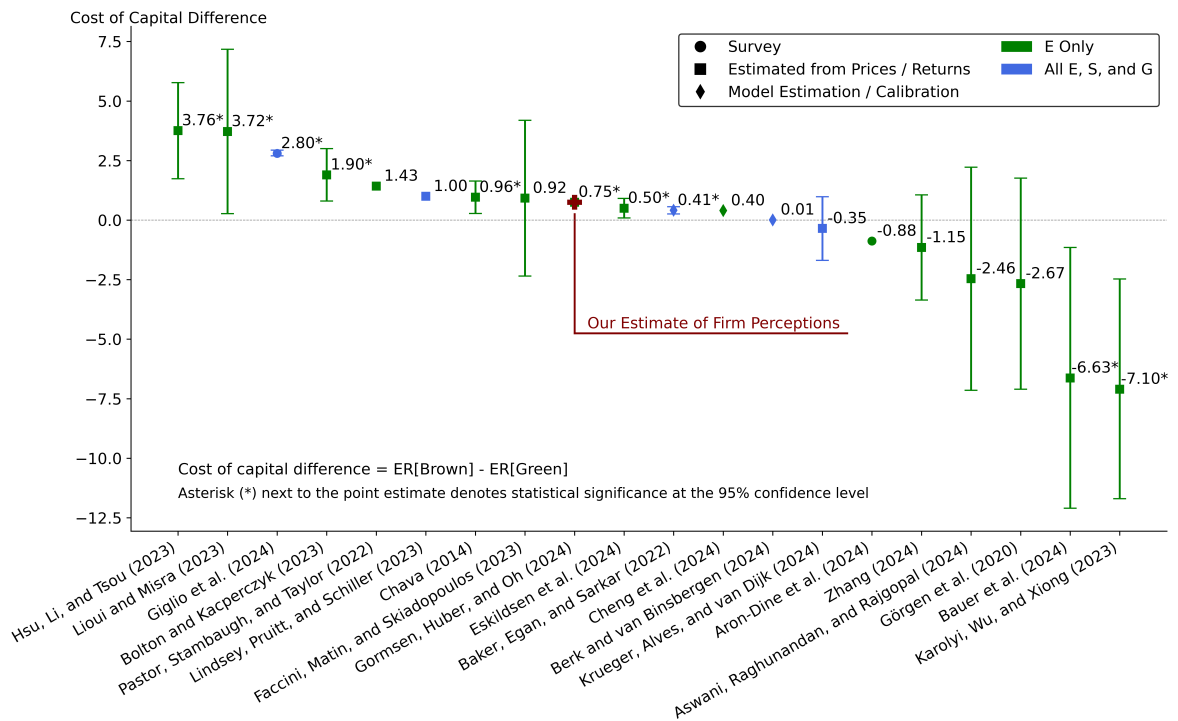 Cost of Capital Difference
7.5
5.0
2.5
0.0
−2.5
−5.0
−7.5
−10.0
−12.5
Survey
Estimated from Prices / Returns
Model Estimation / Calibration
E Only
All E, S, and G
3.76*
3.72*
2.80*
1.90*
1.43
1.00
0.96*
0.92
0.75*
0.50*
0.41*
0.40
0.01
-0.35
-0.88
-1.15
-2.46
-2.67
-6.63*
-7.10*
Our Estimate of Firm Perceptions
Cost of capital difference = ER[Brown] - ER[Green]
Asterisk (*) next to the point estimate denotes statistical significance at the 95% confidence level
Hsu, Li, and Tsou (2023)
Lioui and Misra (2023)
Giglio et al. (2024)
Bolton and Kacperczyk (2023)
Pastor, Stambaugh, and Taylor (2022)
Lindsey, Pruitt, and Schiller (2023)
Chava (2014)
Faccini, Matin, and Skiadopoulos (2023)
Gormsen, Huber, and Oh (2024)
Eskildsen et al. (2024)
Baker, Egan, and Sarkar (2022)
Cheng et al. (2024)
Berk and van Binsbergen (2024)
Krueger, Alves, and van Dijk (2024)
Aron-Dine et al. (2024)
Zhang (2024)
Aswani, Raghunandan, and Rajgopal (2024)
Görgen et al. (2020)
Bauer et al. (2024)
Karolyi, Wu, and Xiong (2023)